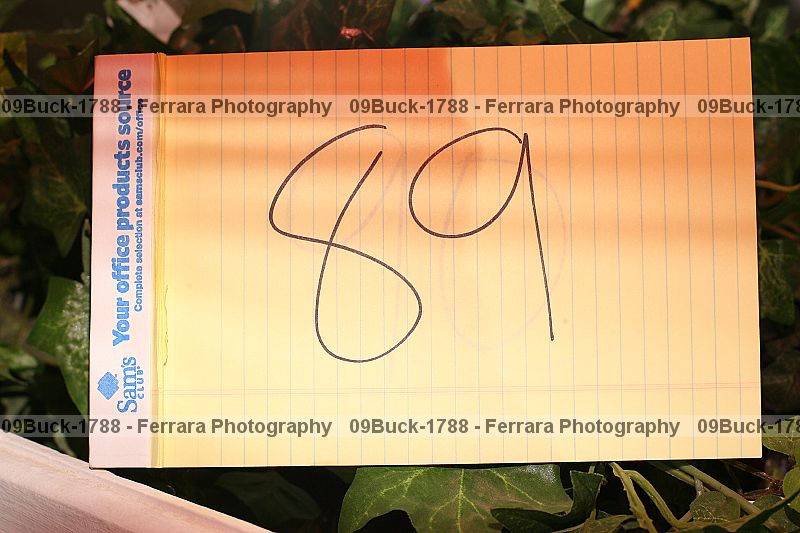 09Buck-1788 - Ferrara Photography 09Buck-1788 - Ferrara Photography 09Buck-1788
89
Your office products source
Complete selection at samsclub.com/office
Sam's
CLUB
09Buck-1788 - Ferrara Photography 09Buck-1788 - Ferrara Photography 09Buck-1788